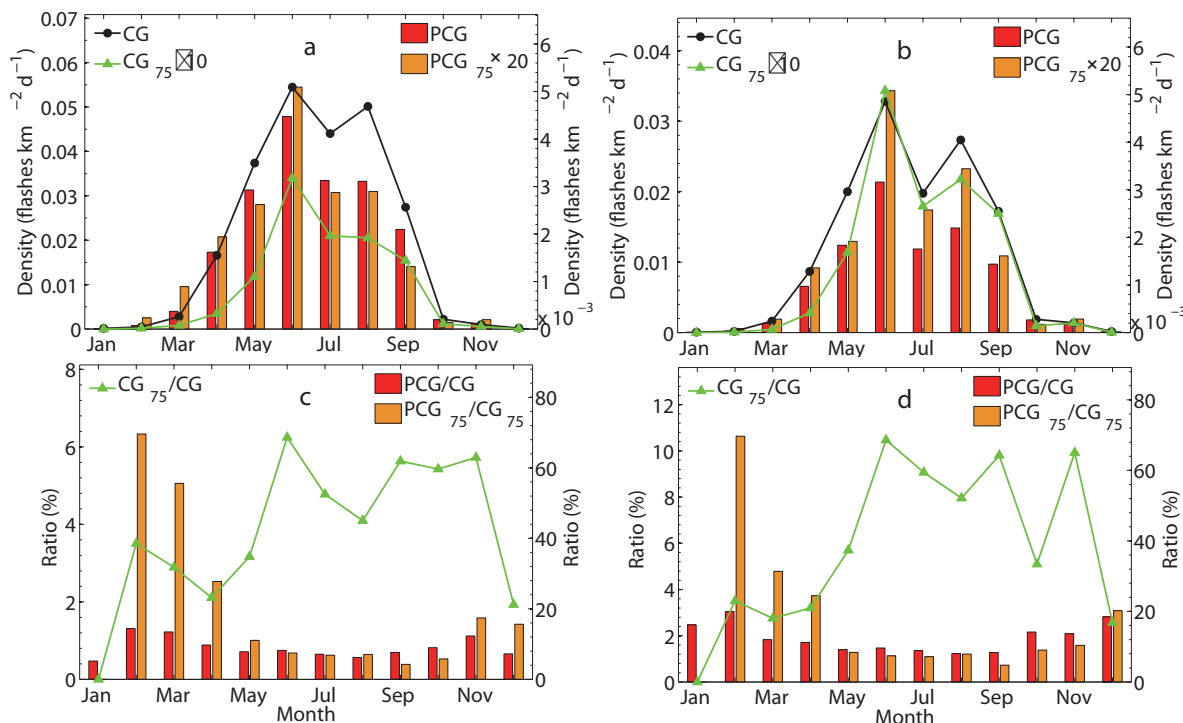 0.07
0.06
0.05
0.04
0.03
0.02
0.01
0
Density (flashes km⁻² d⁻¹)
CG
CG 75 ☒10
a
PCG
PCG 75 × 20
6
5
4
3
2
1
0
× 10⁻³
Density (flashes km⁻² d⁻¹)
Jan Mar May Jul Sep Nov
0.04
0.03
0.02
0.01
0
Density (flashes km⁻² d⁻¹)
CG
CG 75 ☒10
b
PCG
PCG 75 ×20
6
5
4
3
2
1
0
× 10⁻³
Density (flashes km⁻² d⁻¹)
Jan Mar May Jul Sep Nov
8
6
4
2
0
Ratio (%)
CG 75/CG
c
PCG/CG
PCG 75/CG 75
80
60
40
20
0
Ratio (%)
Jan Mar May Jul Sep Nov
Month
12
10
8
6
4
2
0
Ratio (%)
CG 75/CG
d
PCG/CG
PCG 75/CG 75
80
60
40
20
0
Ratio (%)
Jan Mar May Jul Sep Nov
Month